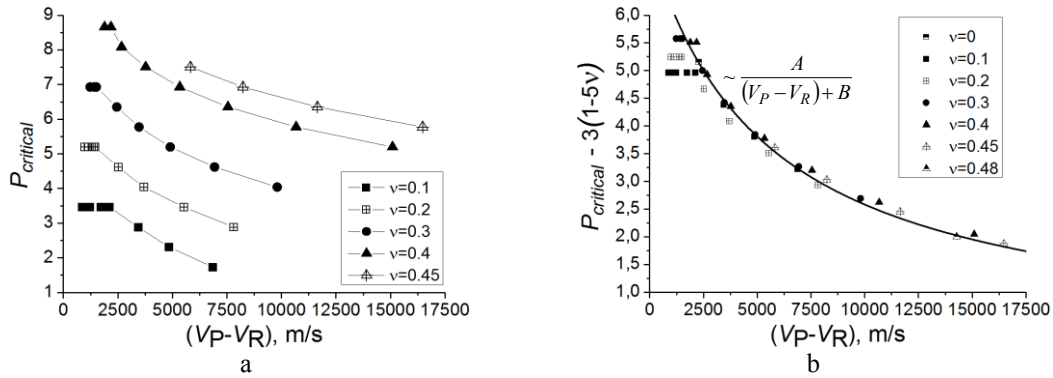 9
8
7
6
5
4
3
2
1
P_critical
0 2500 5000 7500 10000 12500 15000 17500
(V_P-V_R), m/s
ν=0.1
ν=0.2
ν=0.3
ν=0.4
ν=0.45
a
6,0
5,5
5,0
4,5
4,0
3,5
3,0
2,5
2,0
1,5
1,0
P_critical - 3(1-5ν)
0 2500 5000 7500 10000 12500 15000 17500
(V_P-V_R), m/s
~ A / ((V_P-V_R)+B)
ν=0
ν=0.1
ν=0.2
ν=0.3
ν=0.4
ν=0.45
ν=0.48
b